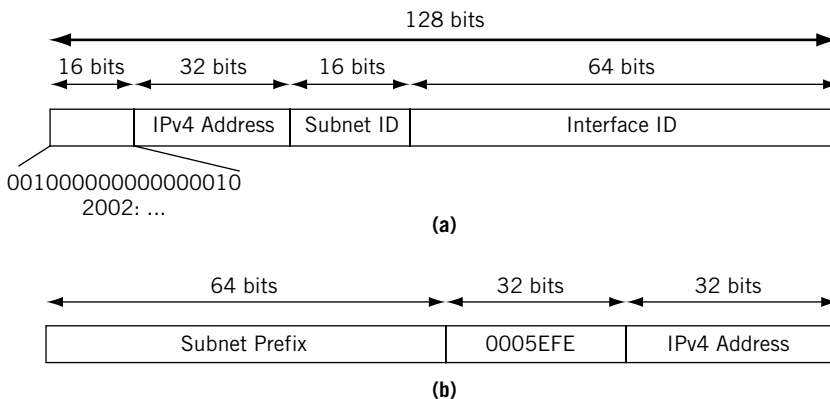 128 bits
16 bits 32 bits 16 bits 64 bits
IPv4 Address Subnet ID Interface ID
001000000000000010
2002: ...
(a)
64 bits 32 bits 32 bits
Subnet Prefix 0005EFE IPv4 Address
(b)